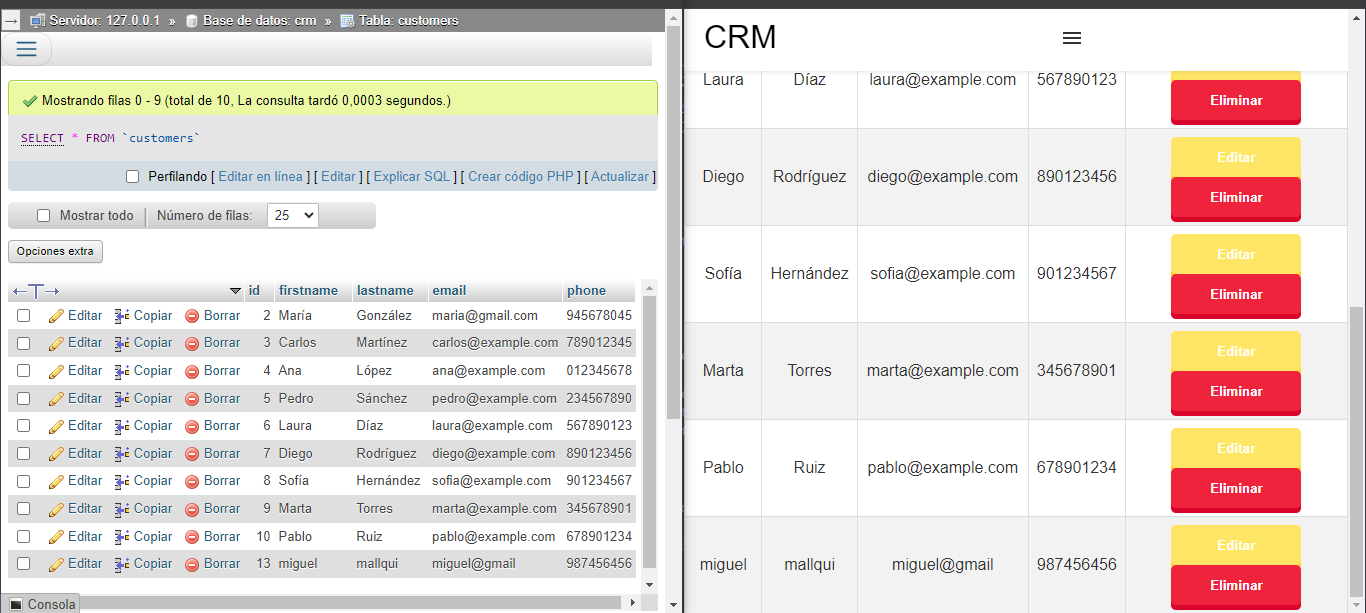 Servidor: 127.0.0.1 » Base de datos: crm » Tabla: customers
Mostrando filas 0 - 9 (total de 10, La consulta tardó 0,0003 segundos.)
SELECT * FROM `customers`
Perfilando [ Editar en línea ] [ Editar ] [ Explicar SQL ] [ Crear código PHP ] [ Actualizar ]
Mostrar todo | Número de filas: 25
Opciones extra
id firstname lastname email phone
Editar Copiar Borrar 2 María González maria@gmail.com 945678045
Editar Copiar Borrar 3 Carlos Martínez carlos@example.com 789012345
Editar Copiar Borrar 4 Ana López ana@example.com 012345678
Editar Copiar Borrar 5 Pedro Sánchez pedro@example.com 234567890
Editar Copiar Borrar 6 Laura Díaz laura@example.com 567890123
Editar Copiar Borrar 7 Diego Rodríguez diego@example.com 890123456
Editar Copiar Borrar 8 Sofía Hernández sofia@example.com 901234567
Editar Copiar Borrar 9 Marta Torres marta@example.com 345678901
Editar Copiar Borrar 10 Pablo Ruiz pablo@example.com 678901234
Editar Copiar Borrar 13 miguel mallqui miguel@gmail 987456456
Consola
CRM
Laura Díaz laura@example.com 567890123
Eliminar
Editar
Diego Rodríguez diego@example.com 890123456
Eliminar
Editar
Sofía Hernández sofia@example.com 901234567
Eliminar
Editar
Marta Torres marta@example.com 345678901
Eliminar
Editar
Pablo Ruiz pablo@example.com 678901234
Eliminar
Editar
miguel mallqui miguel@gmail 987456456
Eliminar